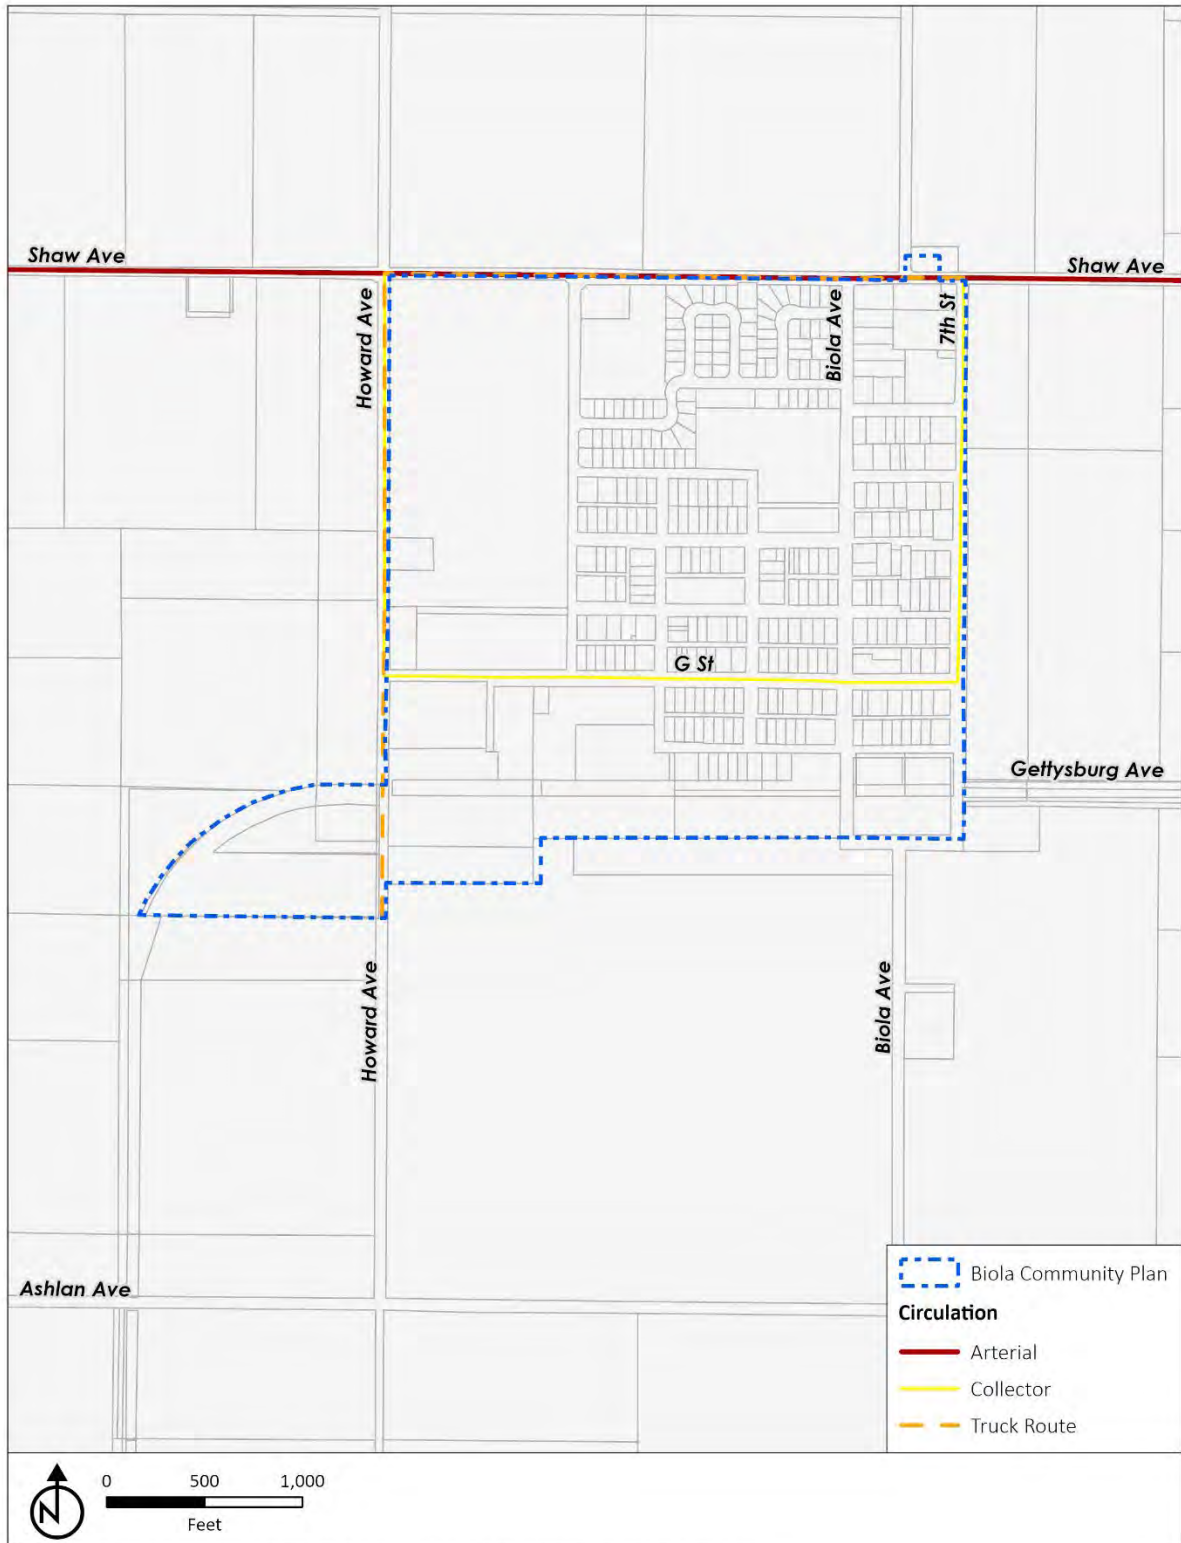 Shaw Ave
Shaw Ave
Howard Ave
Biola Ave
7th St
G St
Gettysburg Ave
Howard Ave
Biola Ave
Ashlan Ave
Biola Community Plan
Circulation
Arterial
Collector
Truck Route
N
0 500 1,000
Feet